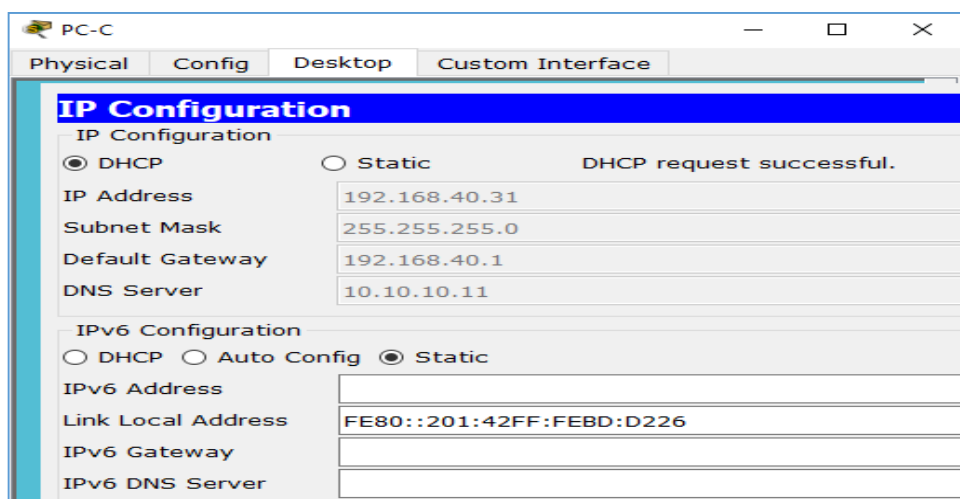 PC-C
Physical Config Desktop Custom Interface
IP Configuration
IP Configuration
DHCP Static DHCP request successful.
IP Address 192.168.40.31
Subnet Mask 255.255.255.0
Default Gateway 192.168.40.1
DNS Server 10.10.10.11
IPv6 Configuration
DHCP Auto Config Static
IPv6 Address
Link Local Address FE80::201:42FF:FEBD:D226
IPv6 Gateway
IPv6 DNS Server